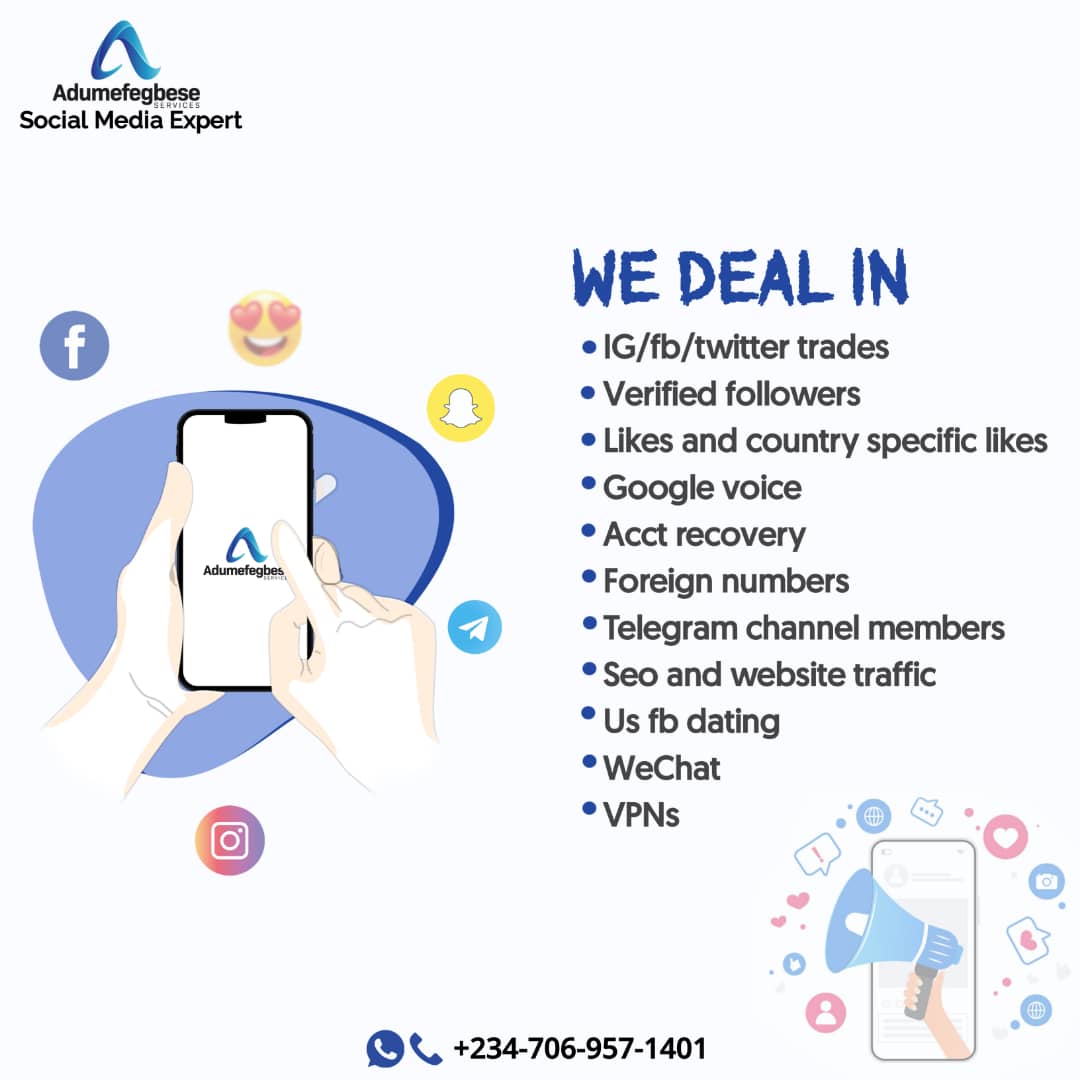 Adumefegbese
SERVICES
Social Media Expert
WE DEAL IN
IG/fb/twitter trades
Verified followers
Likes and country specific likes
Google voice
Acct recovery
Foreign numbers
Telegram channel members
Seo and website traffic
Us fb dating
WeChat
VPNs
Adumefegbes
SERVICE
+234-706-957-1401